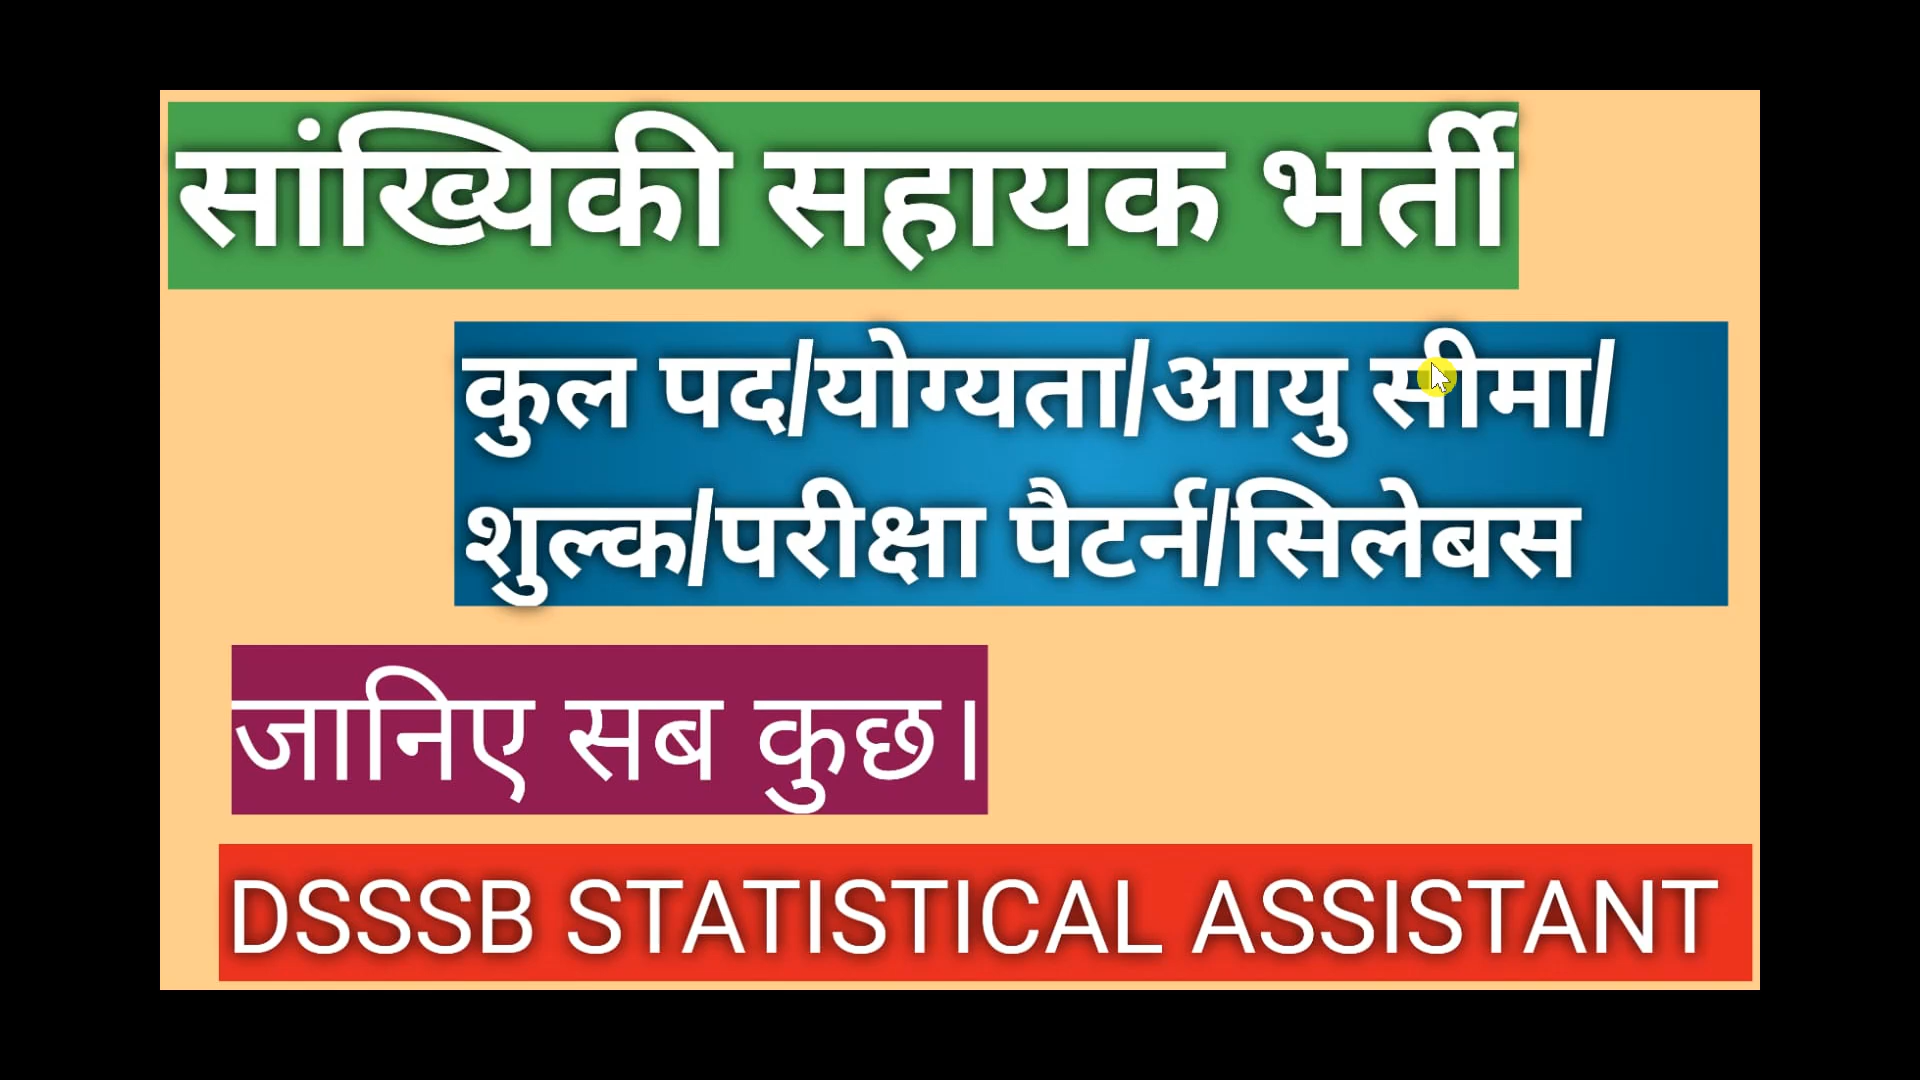 सांख्यिकी सहायक भर्ती
कुल पद/योग्यता/आयु सीमा/
शुल्क/परीक्षा पैटर्न/सिलेबस
जानिए सब कुछ।
DSSSB STATISTICAL ASSISTANT